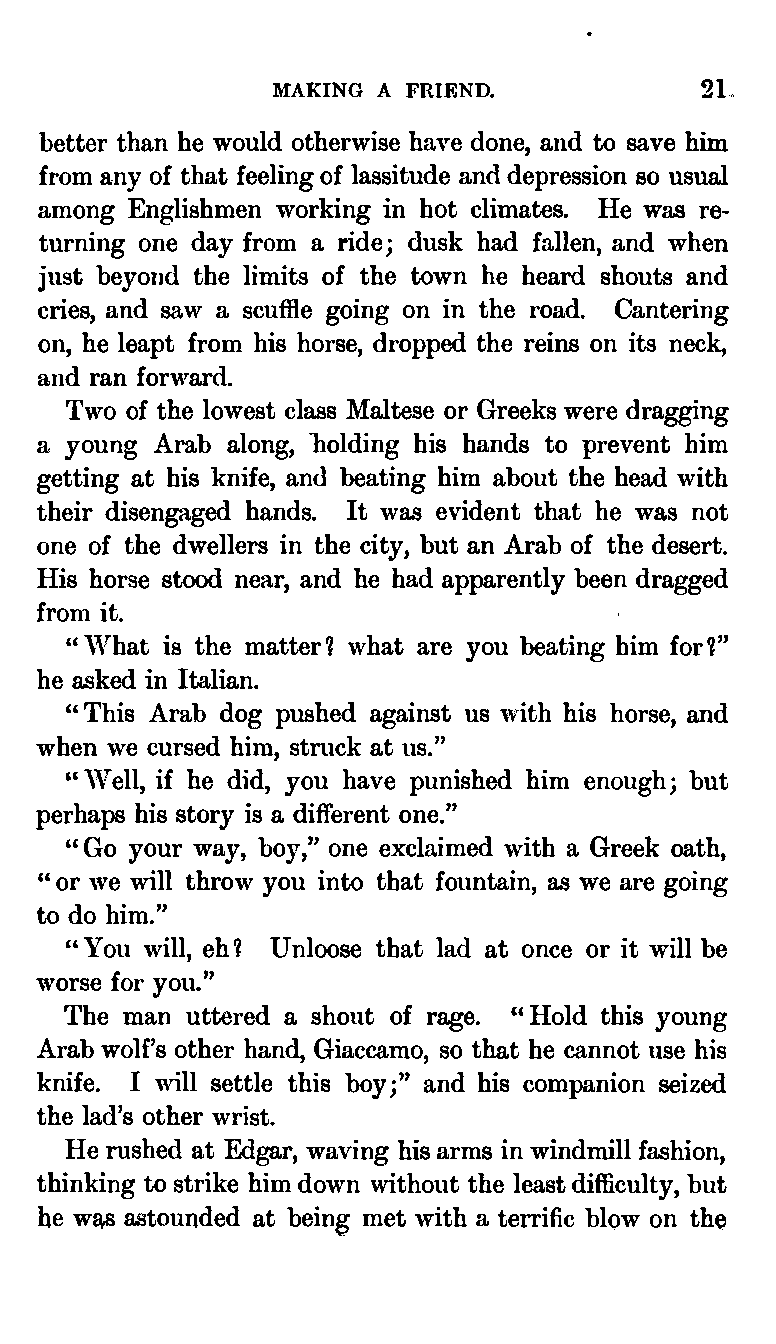 MAKING A FRIEND. 21
better than he would otherwise have done, and to save him
from any of that feeling of lassitude and depression so usual
among Englishmen working in hot climates. He was re-
turning one day from a ride; dusk had fallen, and when
just beyond the limits of the town he heard shouts and
cries, and saw a scuffle going on in the road. Cantering
on, he leapt from his horse, dropped the reins on its neck,
and ran forward.
Two of the lowest class Maltese or Greeks were dragging
a young Arab along, holding his hands to prevent him
getting at his knife, and beating him about the head with
their disengaged hands. It was evident that he was not
one of the dwellers in the city, but an Arab of the desert.
His horse stood near, and he had apparently been dragged
from it.
"What is the matter? what are you beating him for?"
he asked in Italian.
"This Arab dog pushed against us with his horse, and
when we cursed him, struck at us."
"Well, if he did, you have punished him enough; but
perhaps his story is a different one."
"Go your way, boy," one exclaimed with a Greek oath,
"or we will throw you into that fountain, as we are going
to do him."
"You will, eh? Unloose that lad at once or it will be
worse for you."
The man uttered a shout of rage. "Hold this young
Arab wolf's other hand, Giaccamo, so that he cannot use his
knife. I will settle this boy;" and his companion seized
the lad's other wrist.
He rushed at Edgar, waving his arms in windmill fashion,
thinking to strike him down without the least difficulty, but
he was astounded at being met with a terrific blow on the